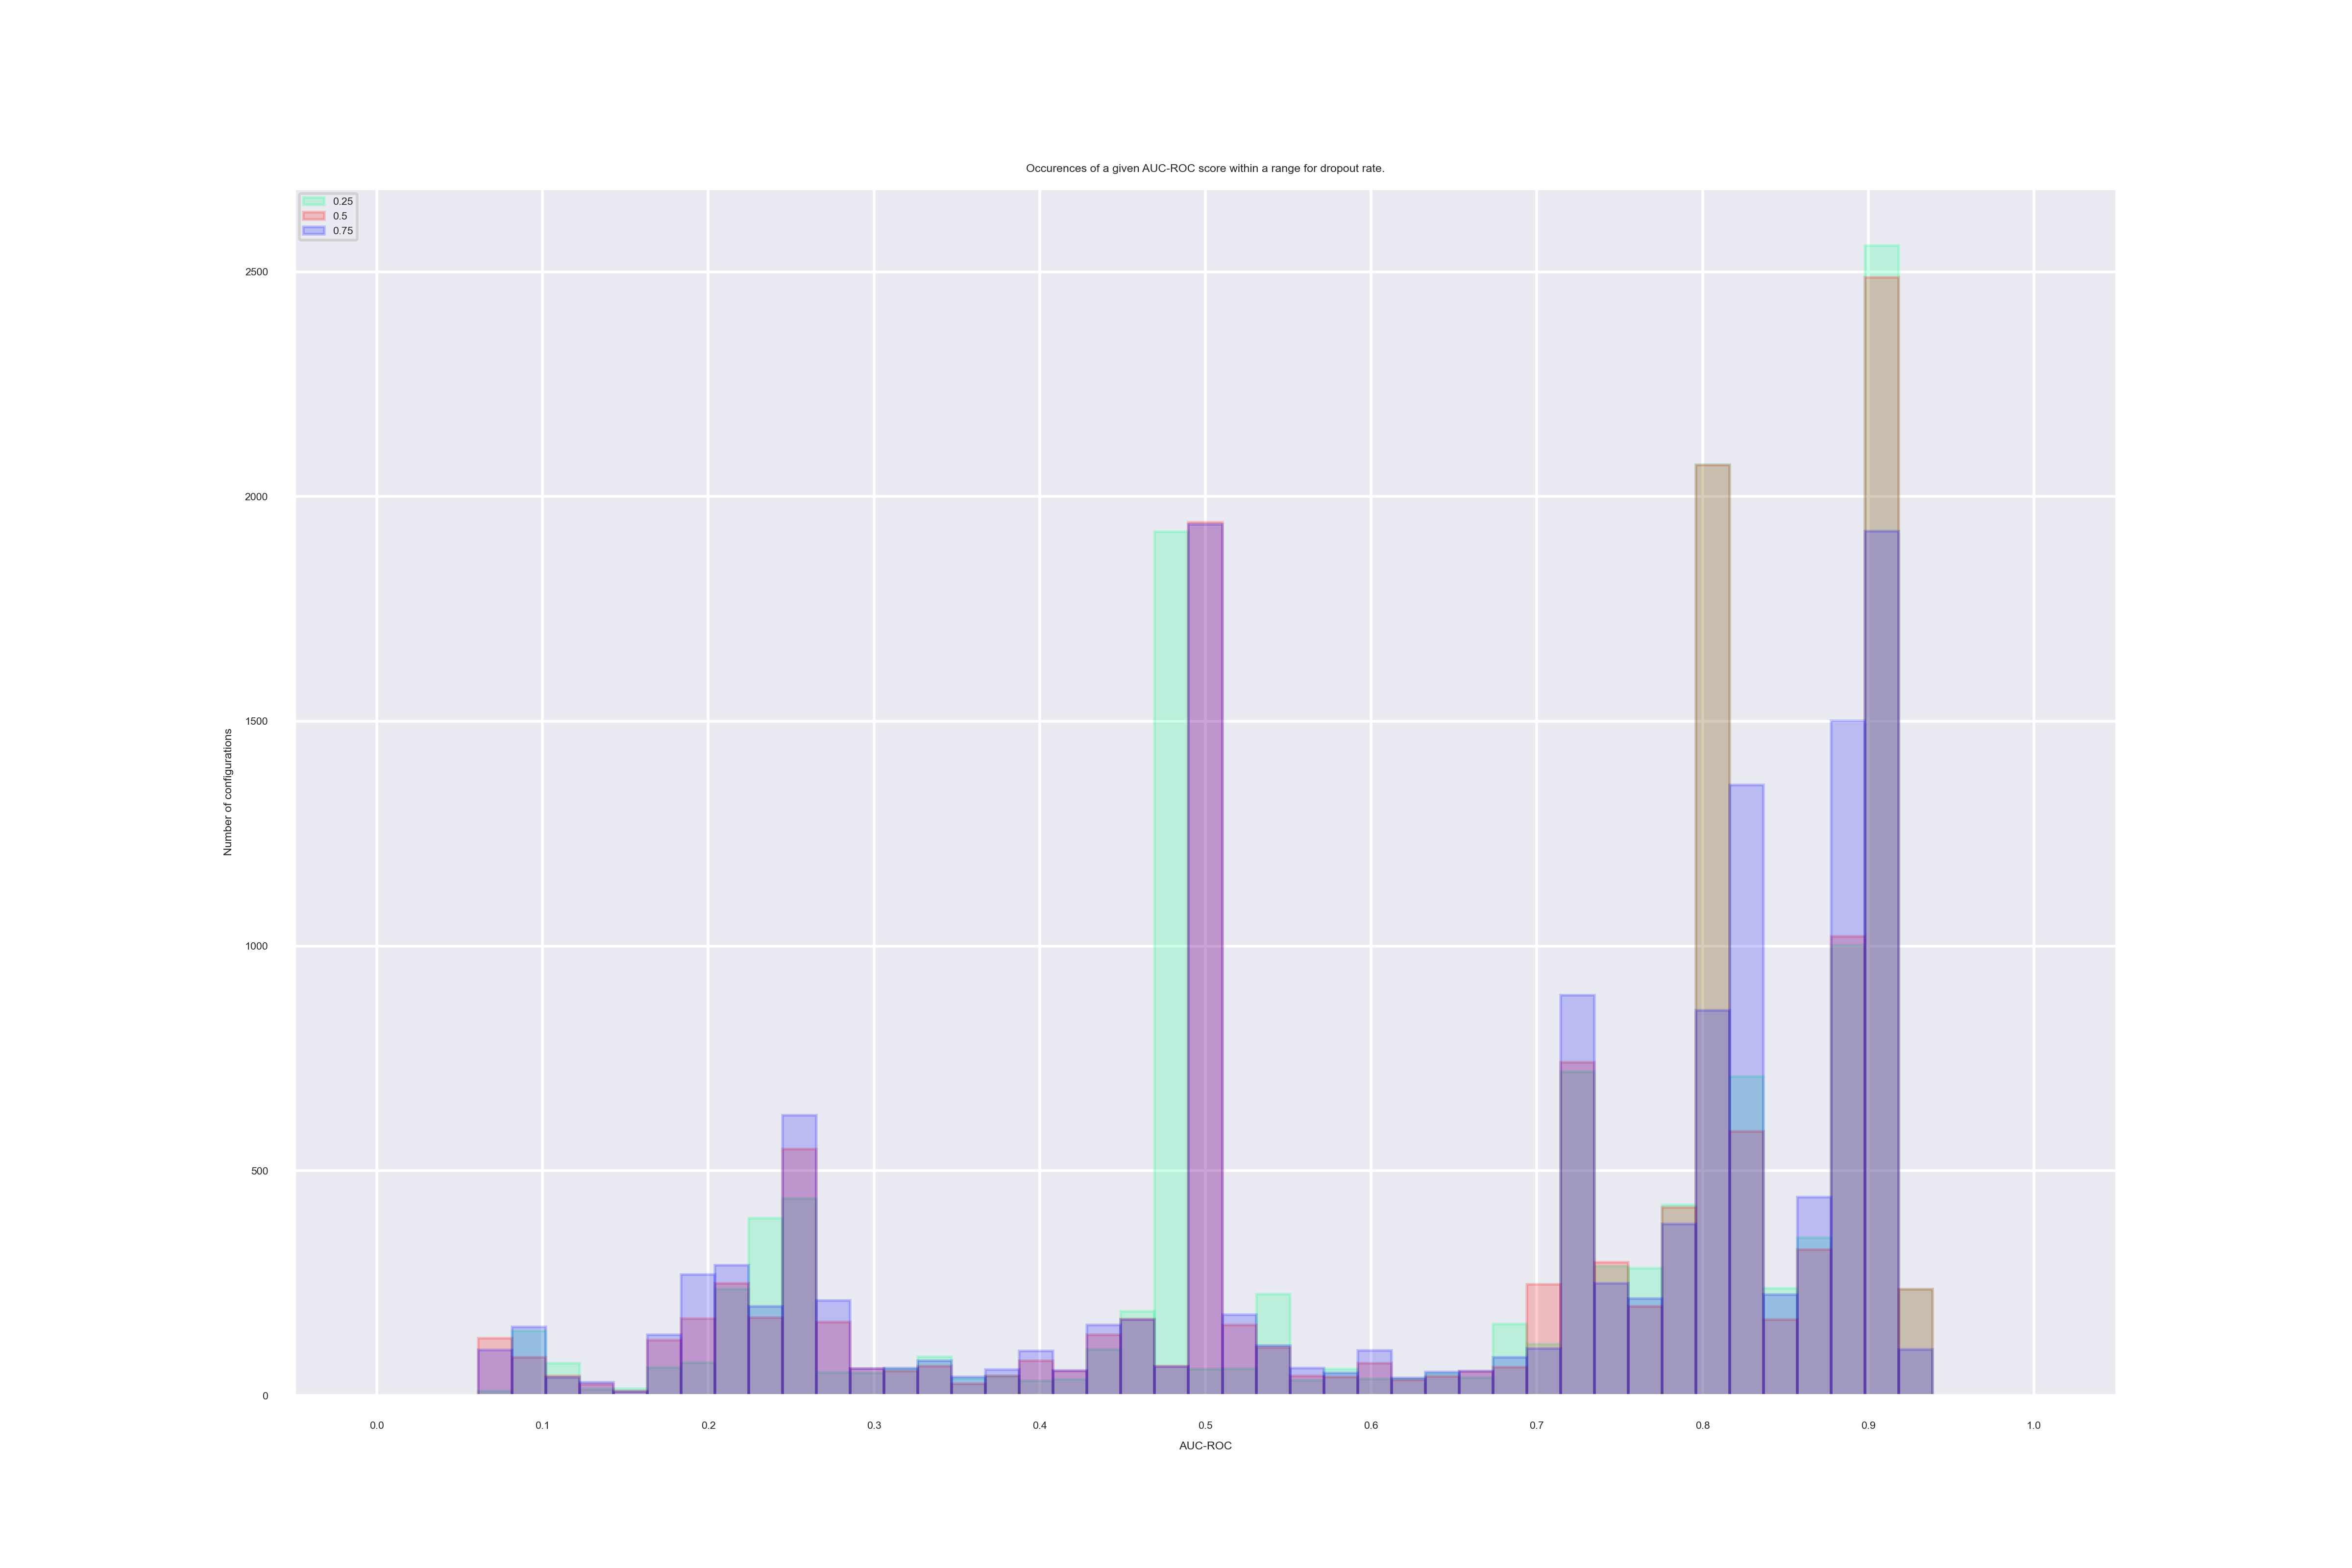 Occurences of a given AUC-ROC score within a range for dropout rate.
0.25
0.5
0.75
2500
2000
1500
1000
500
0
Number of configurations
0.0 0.1 0.2 0.3 0.4 0.5 0.6 0.7 0.8 0.9 1.0
AUC-ROC